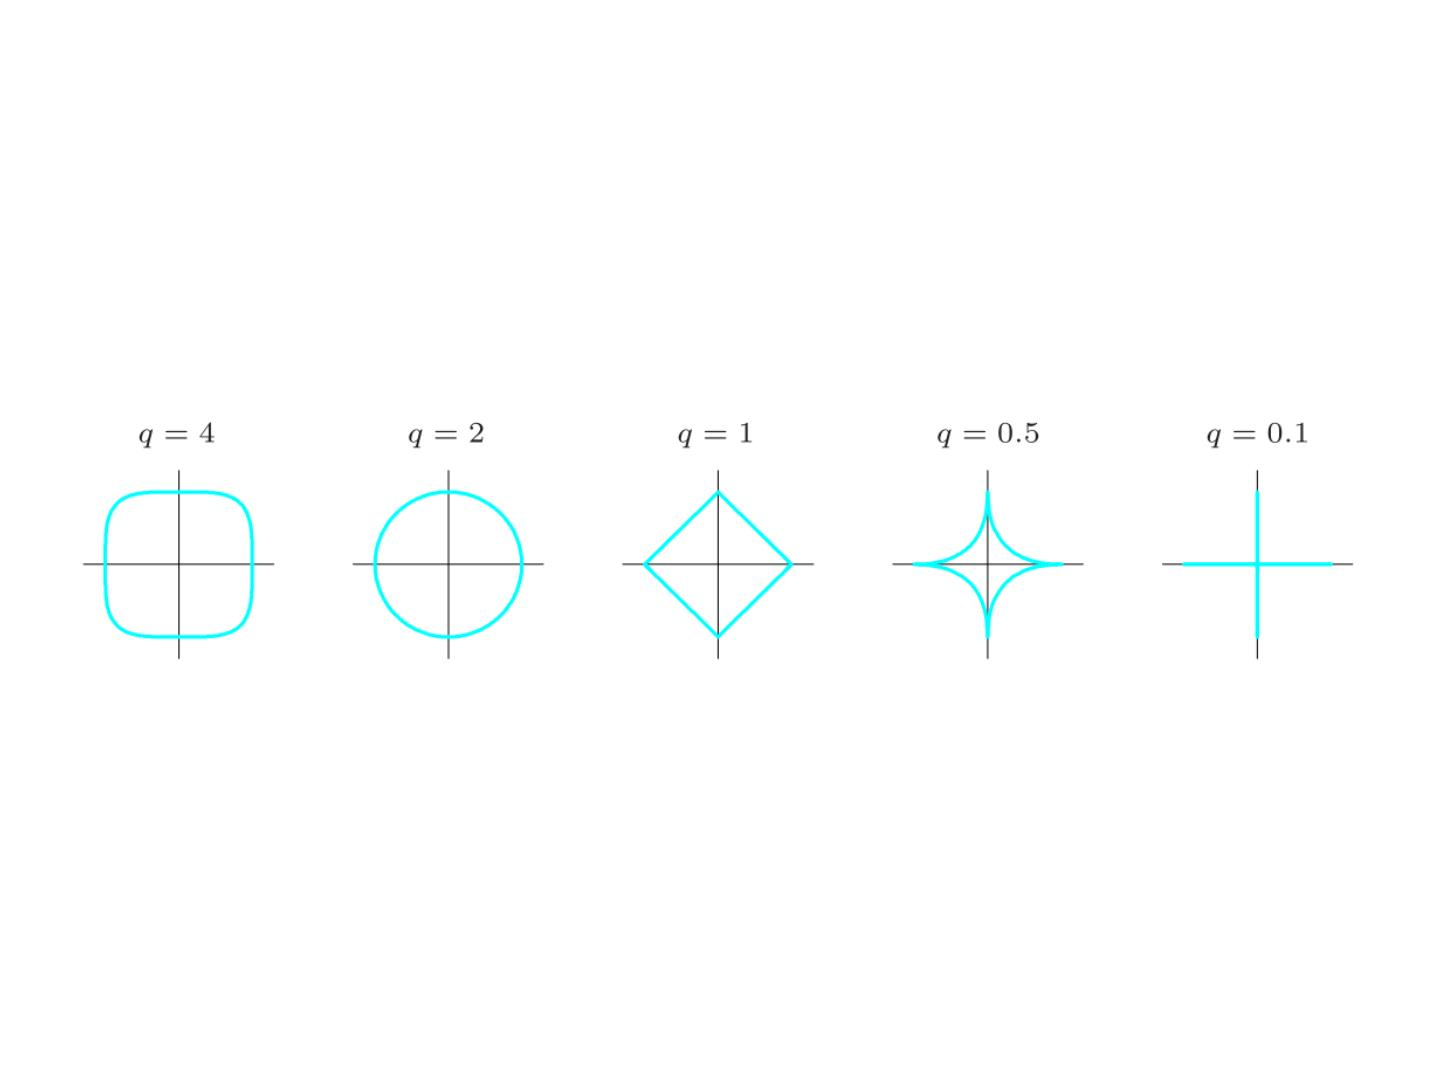 q = 4 q = 2 q = 1 q = 0.5 q = 0.1